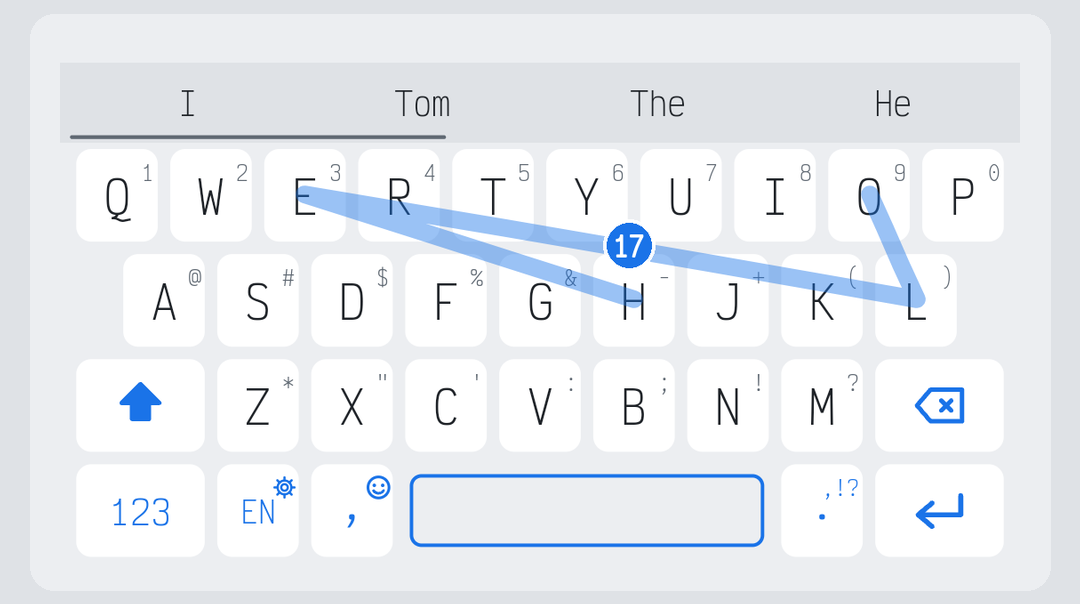 I Tom The He
Q 1 W 2 E 3 R 4 T 5 Y 6 U 7 I 8 O 9 P 0
17
A @ S # D $ F % G & H - J + K ( L )
Z * X " C ' V : B ; N ! M ?
123 EN , . ,!?